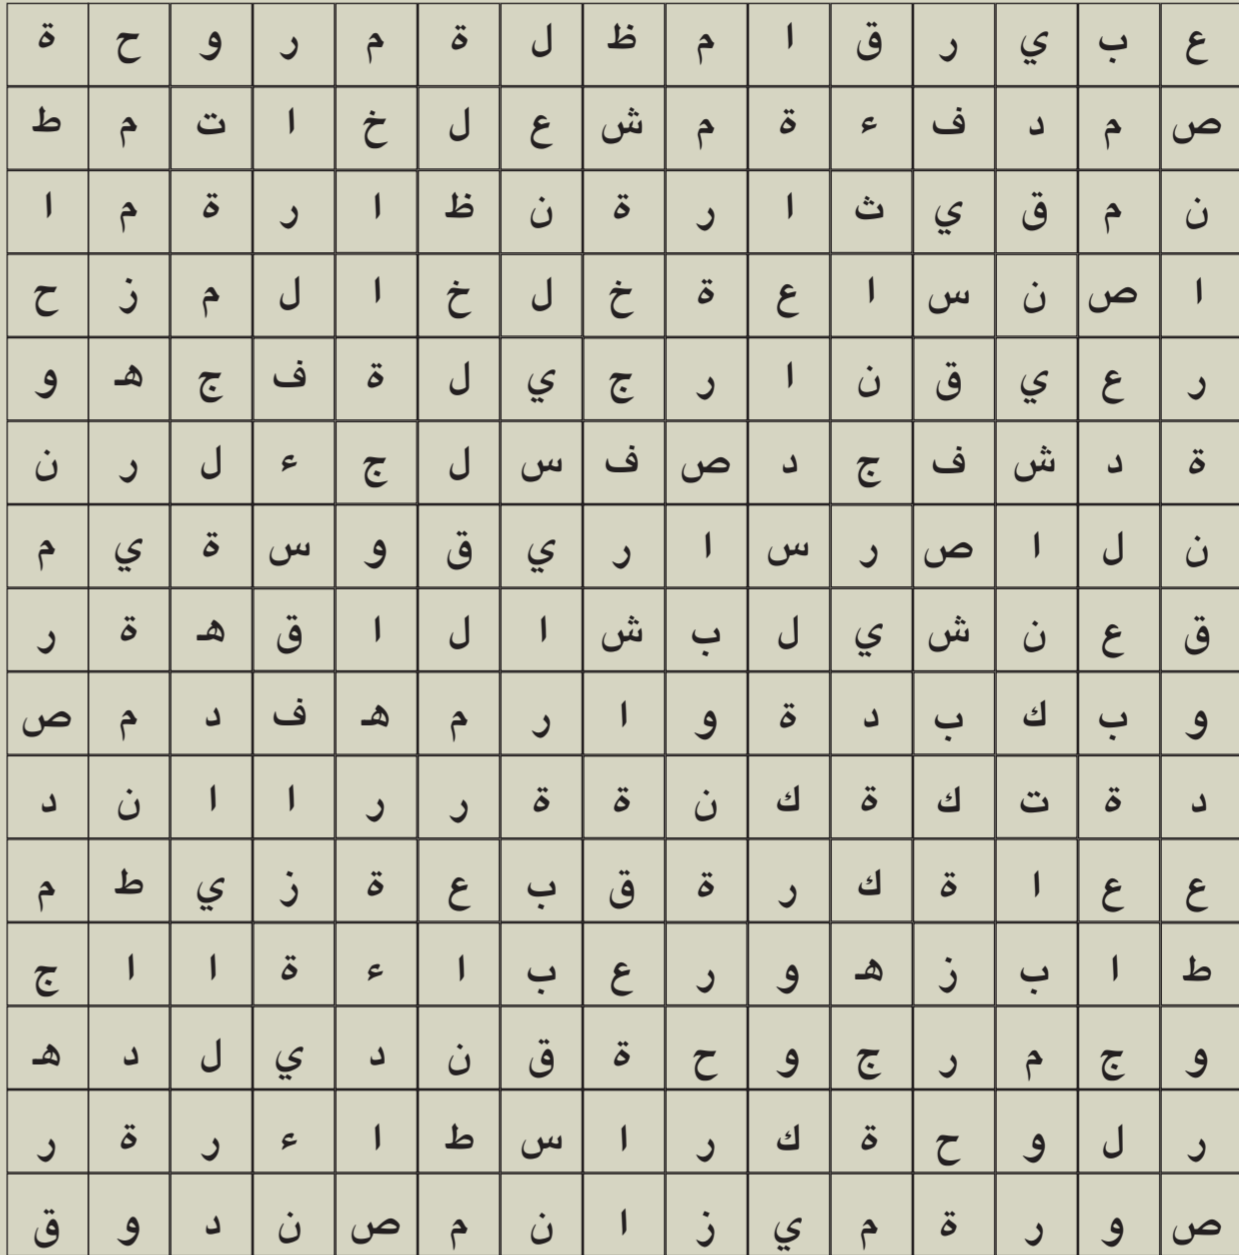 ع ب ي ر ق ا م ظ ل ة م ر و ح ة
ص م د ف ء ة م ش ع ل خ ا ت م ط
ن م ق ي ث ا ر ة ن ظ ا ر ة م ا
ا ص ن س ا ع ة خ ل خ ا ل م ز ح
ر ع ي ق ن ا ر ج ي ل ة ف ج هـ و
ة د ش ف ج د ص ف س ل ج ء ل ر ن
ن ل ا ص ر س ا ر ي ق و س ة ي م
ق ع ن ش ي ل ب ش ا ل ا ق هـ ة ر
و ب ك ب د ة و ا ر م هـ ف د م ص
د ة ت ك ة ك ن ة ة ر ر ا ا ن د
ع ع ا ة ك ر ة ق ب ع ة ز ي ط م
ط ا ب ز هـ و ر ع ب ا ء ة ا ا ج
و ج م ر ج و ح ة ق ن د ي ل د هـ
ر ل و ح ة ك ر ا س ط ا ء ر ة ر
ص و ر ة م ي ز ا ن م ص ن د و ق